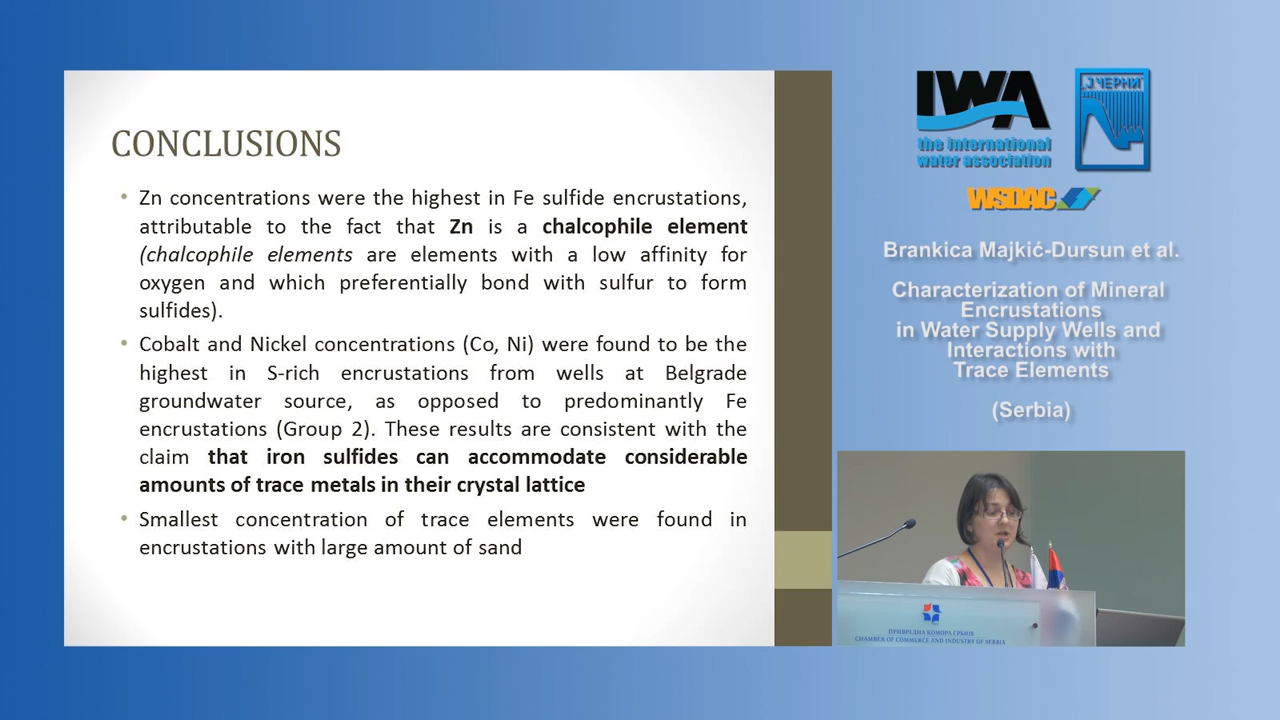 CONCLUSIONS
• Zn concentrations were the highest in Fe sulfide encrustations,
attributable to the fact that Zn is a chalcophile element
(chalcophile elements are elements with a low affinity for
oxygen and which preferentially bond with sulfur to form
sulfides).
• Cobalt and Nickel concentrations (Co, Ni) were found to be the
highest in S-rich encrustations from wells at Belgrade
groundwater source, as opposed to predominantly Fe
encrustations (Group 2). These results are consistent with the
claim that iron sulfides can accommodate considerable
amounts of trace metals in their crystal lattice
• Smallest concentration of trace elements were found in
encrustations with large amount of sand
IWA
the international
water association
J ЧЕРНИ
WSDAC
Brankica Majkić-Dursun et al.
Characterization of Mineral
Encrustations
in Water Supply Wells and
Interactions with
Trace Elements
(Serbia)
ПРИВРЕДНА КОМОРА СРБИЈЕ
CHAMBER OF COMMERCE AND INDUSTRY OF SERBIA